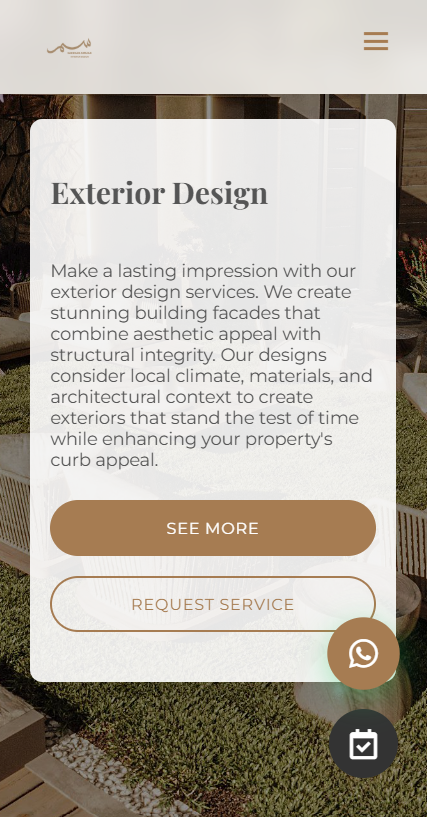 Exterior Design
Make a lasting impression with our
exterior design services. We create
stunning building facades that
combine aesthetic appeal with
structural integrity. Our designs
consider local climate, materials, and
architectural context to create
exteriors that stand the test of time
while enhancing your property's
curb appeal.
SEE MORE
REQUEST SERVICE